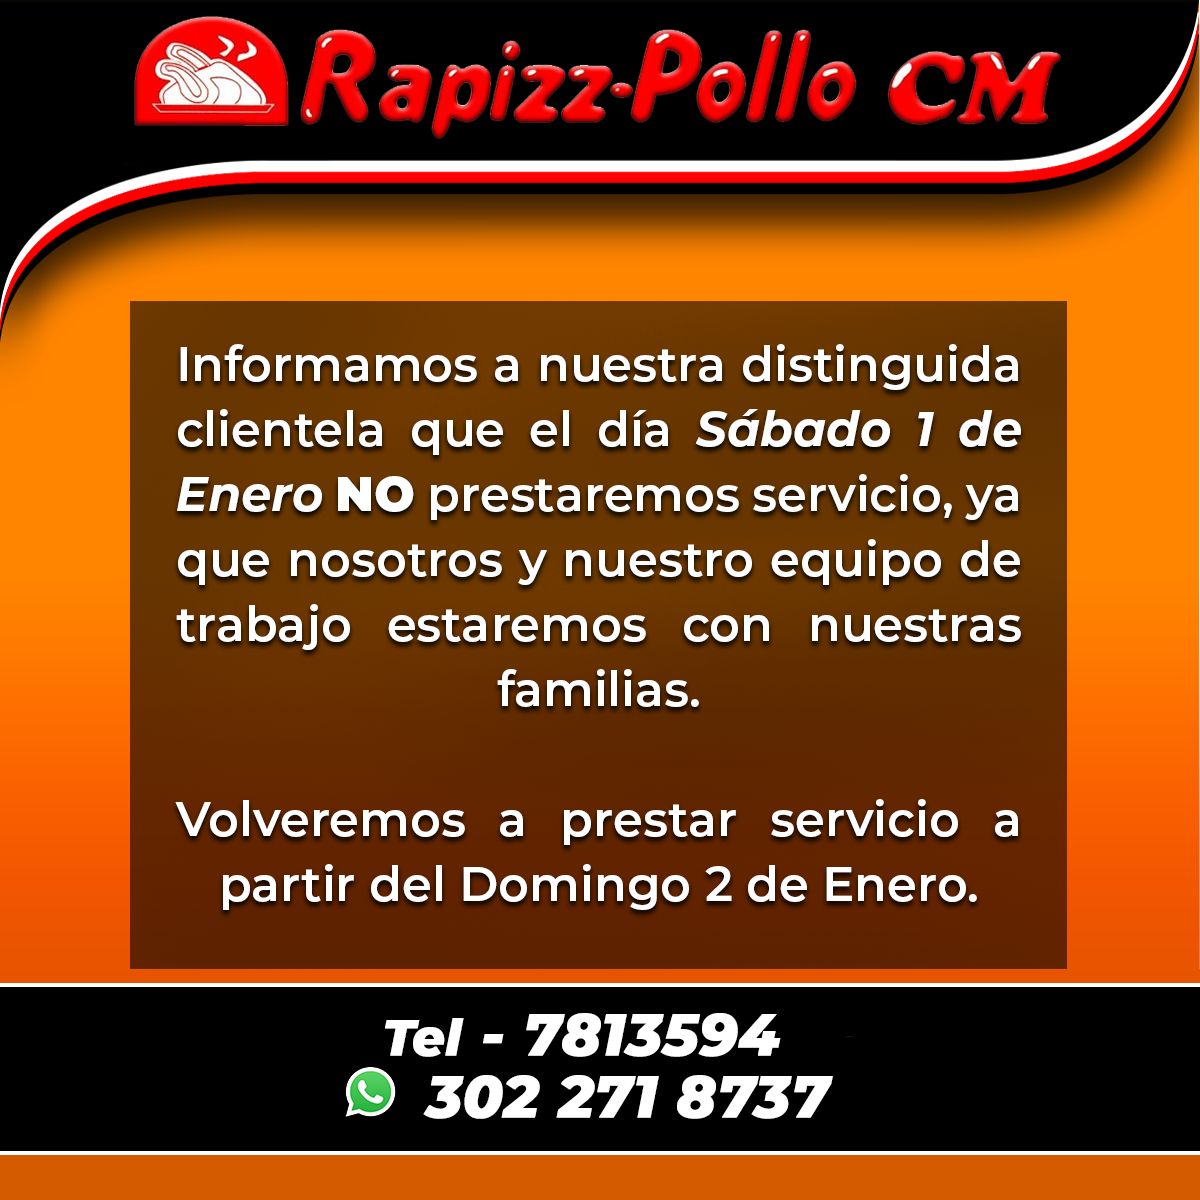 Rapizz-Pollo CM
Informamos a nuestra distinguida
clientela que el día Sábado 1 de
Enero NO prestaremos servicio, ya
que nosotros y nuestro equipo de
trabajo estaremos con nuestras
familias.
Volveremos a prestar servicio a
partir del Domingo 2 de Enero.
Tel - 7813594
302 271 8737